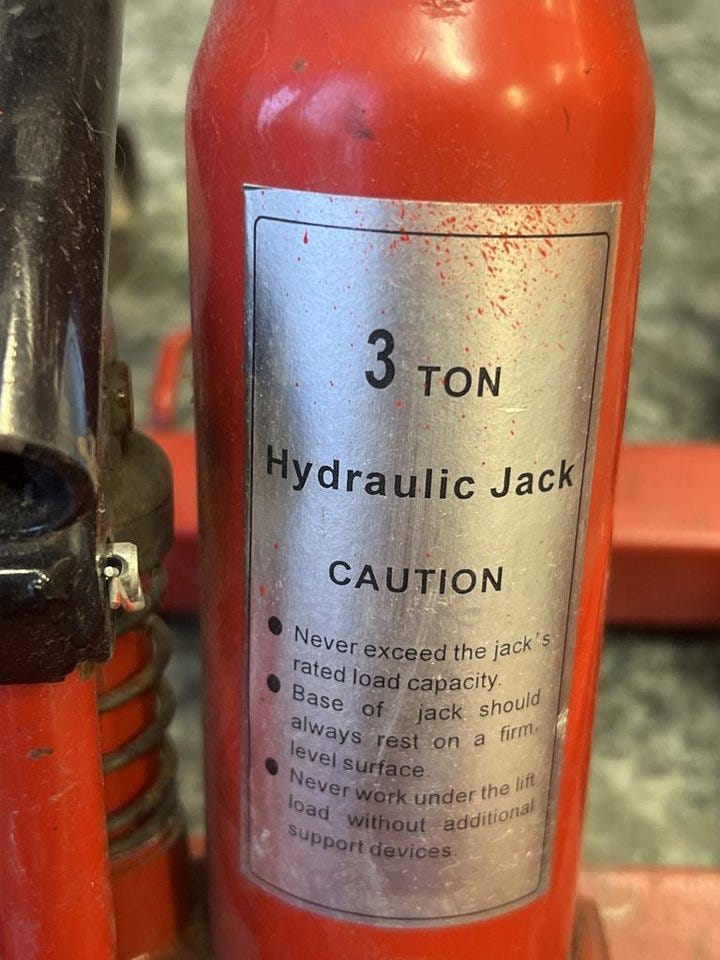 3 TON
Hydraulic Jack
CAUTION
● Never exceed the jack's
rated load capacity.
● Base of jack should
always rest on a firm,
level surface.
● Never work under the lift
load without additional
support devices.